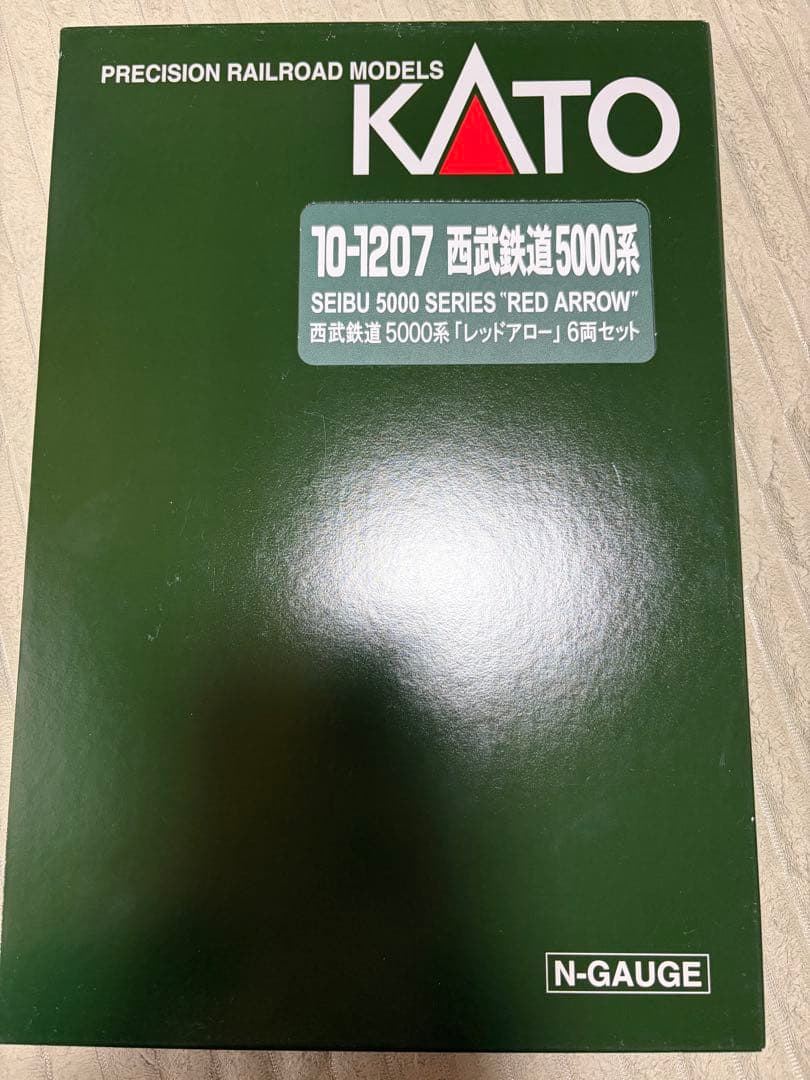 PRECISION RAILROAD MODELS
KATO
10-1207 西武鉄道5000系
SEIBU 5000 SERIES "RED ARROW"
西武鉄道5000系「レッドアロー」6両セット
N-GAUGE